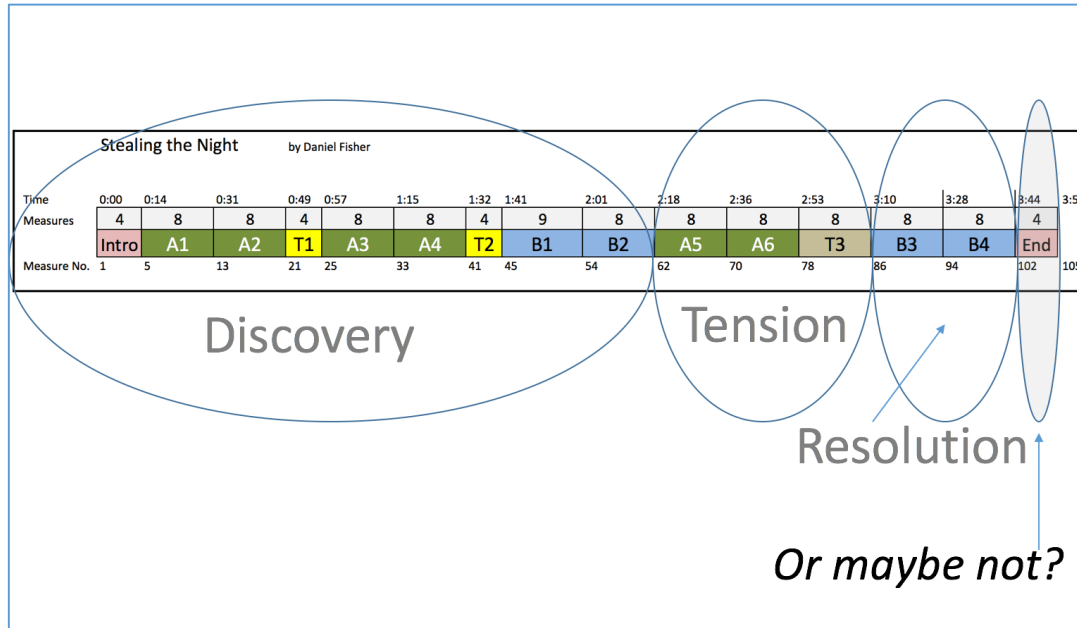 Stealing the Night by Daniel Fisher
Time 0:00 0:14 0:31 0:49 0:57 1:15 1:32 1:41 2:01 2:18 2:36 2:53 3:10 3:28 3:44
Measures 4 8 8 4 8 8 4 9 8 8 8 8 8 8 4
Intro A1 A2 T1 A3 A4 T2 B1 B2 A5 A6 T3 B3 B4 End
Measure No. 1 5 13 21 25 33 41 45 54 62 70 78 86 94 102 105
Discovery
Tension
Resolution
Or maybe not?